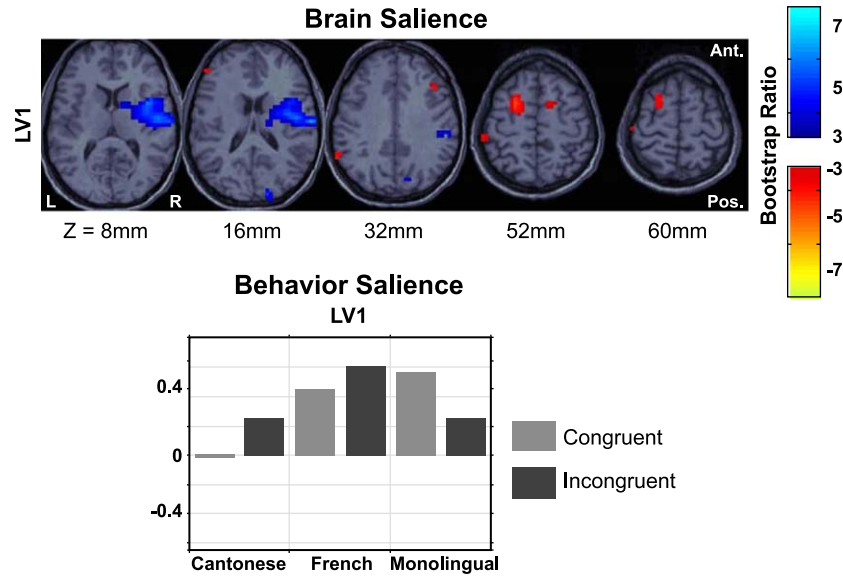 Brain Salience
LV1
Ant.
L
R
Pos.
Z = 8mm
16mm
32mm
52mm
60mm
Bootstrap Ratio
7
5
3
-3
-5
-7
Behavior Salience
LV1
0.4
0
-0.4
Cantonese
French
Monolingual
Congruent
Incongruent